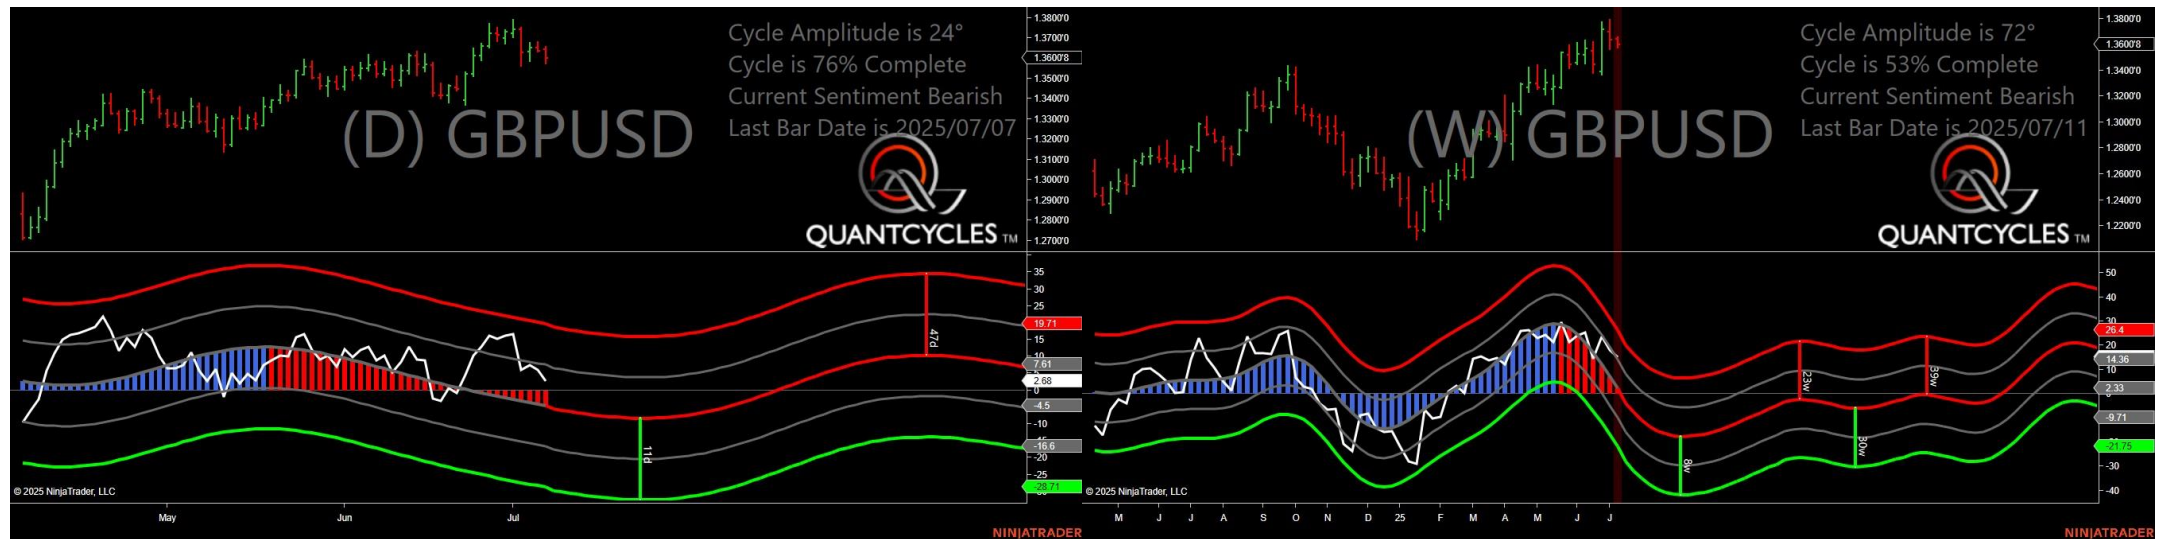 Cycle Amplitude is 24°
Cycle is 76% Complete
Current Sentiment Bearish
Last Bar Date is 2025/07/07
(D) GBPUSD
QUANTCYCLES TM
1.3800'0
1.3700'0
1.3600'8
1.3500'0
1.3400'0
1.3300'0
1.3200'0
1.3100'0
1.3000'0
1.2900'0
1.2800'0
1.2700'0
35
30
25
19.71
15
10
7.61
2.68
0
-4.5
-10
-16.6
-20
-25
-28.71
47d
11d
© 2025 NinjaTrader, LLC
May Jun Jul
NINJATRADER
Cycle Amplitude is 72°
Cycle is 53% Complete
Current Sentiment Bearish
Last Bar Date is 2025/07/11
(W) GBPUSD
QUANTCYCLES TM
1.3800'0
1.3600'8
1.3400'0
1.3200'0
1.3000'0
1.2800'0
1.2600'0
1.2400'0
1.2200'0
50
40
30
26.4
20
14.36
10
2.33
-9.71
-21.75
-30
-40
23w
39w
8w
30w
© 2025 NinjaTrader, LLC
M J J A S O N D 25 F M A M J J
NINJATRADER